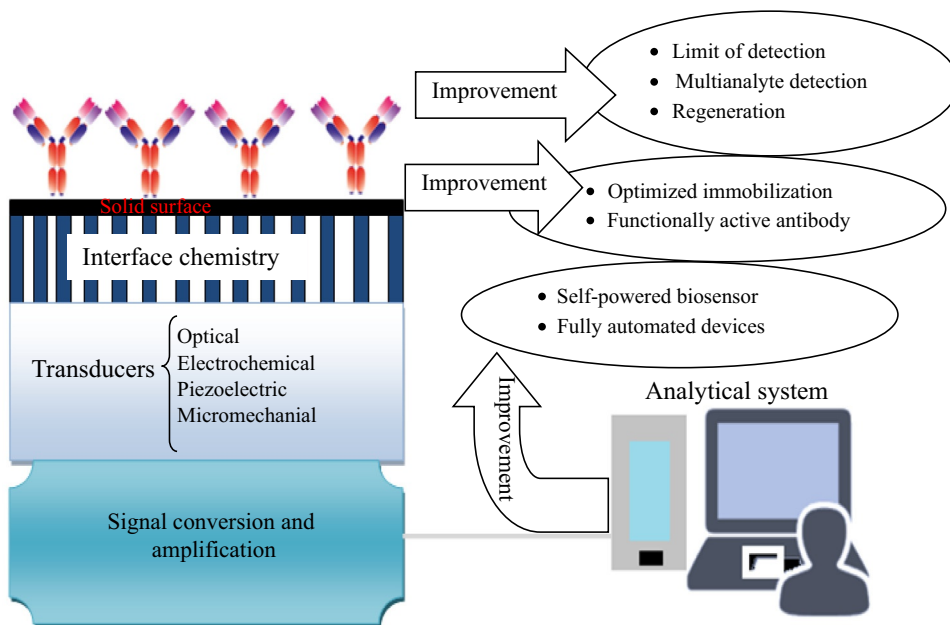 • Limit of detection
• Multianalyte detection
• Regeneration
Improvement
Improvement
• Optimized immobilization
• Functionally active antibody
Solid surface
Interface chemistry
• Self-powered biosensor
• Fully automated devices
Transducers
Optical
Electrochemical
Piezoelectric
Micromechanial
Improvement
Analytical system
Signal conversion and
amplification